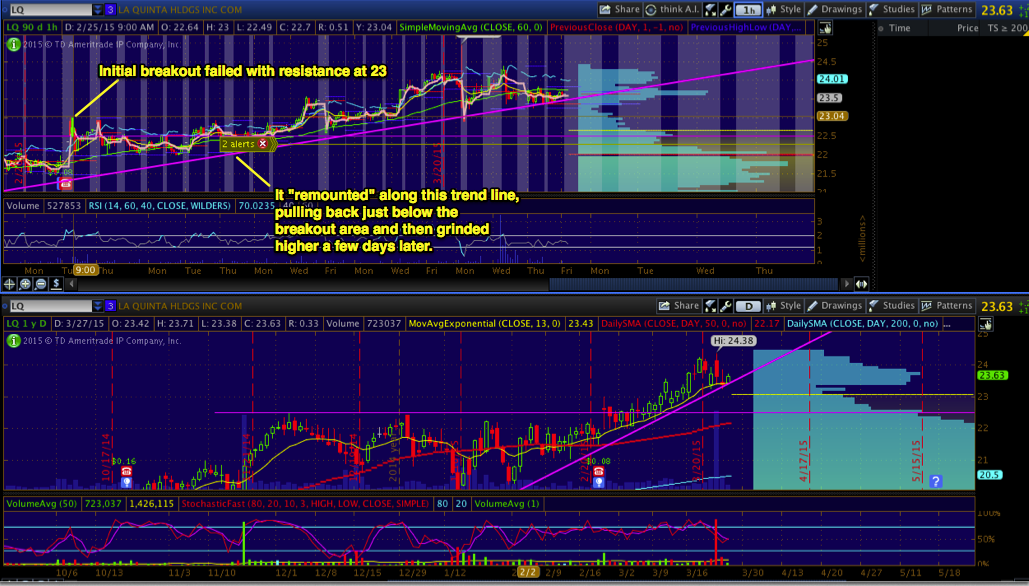 LQ 3 LA QUINTA HLDGS INC COM Share think A.I. 1h Style Drawings Studies Patterns 23.63
LQ 90 d 1h D: 2/25/15 9:00 AM O: 22.64 H: 23 L: 22.49 C: 22.7 R: 0.51 Y: 23.04 SimpleMovingAvg (CLOSE, 60, 0) PreviousClose (DAY, 1, -1, no) PreviousHighLow (DAY,... Time Price TS ≥ 200
2015 © TD Ameritrade IP Company, Inc.
Initial breakout failed with resistance at 23
25
24.5
24.01
23.5
23.04
22.5
22
21.5
21
2 alerts
3/20/15
It "remounted" along this trend line,
pulling back just below the
breakout area and then grinded
higher a few days later.
Volume 527853 RSI (14, 60, 40, CLOSE, WILDERS) 70.0235
3
2
1
0
<millions>
Mon 9:00 Thu Mon Tue Thu Mon Wed Fri Mon Wed Fri Mon Wed Fri Mon Tue Wed Thu
LQ 3 LA QUINTA HLDGS INC COM Share D Style Drawings Studies Patterns 23.63
LQ 1 y D D: 3/27/15 O: 23.42 H: 23.71 L: 23.38 C: 23.63 R: 0.33 Volume 723037 MovAvgExponential (CLOSE, 13, 0) 23.43 DailySMA (CLOSE, DAY, 50, 0, no) 22.17 DailySMA (CLOSE, DAY, 200, 0, no) ...
2015 © TD Ameritrade IP Company, Inc.
Hi: 24.38
25
24
23.63
23
22
21
20.5
10/17/14
3/20/15
4/17/15
5/15/15
$0.16
$0.08
VolumeAvg (50) 723,037 1,426,115 StochasticFast (80, 20, 10, 3, HIGH, LOW, CLOSE, SIMPLE) 80 20 VolumeAvg (1)
100%
50%
0%
10/6 10/13 11/3 11/10 12/1 12/8 12/15 12/29 1/12 2/2 2/9 2/16 3/2 3/9 3/16 4/13 4/20 4/27 5/11 5/18